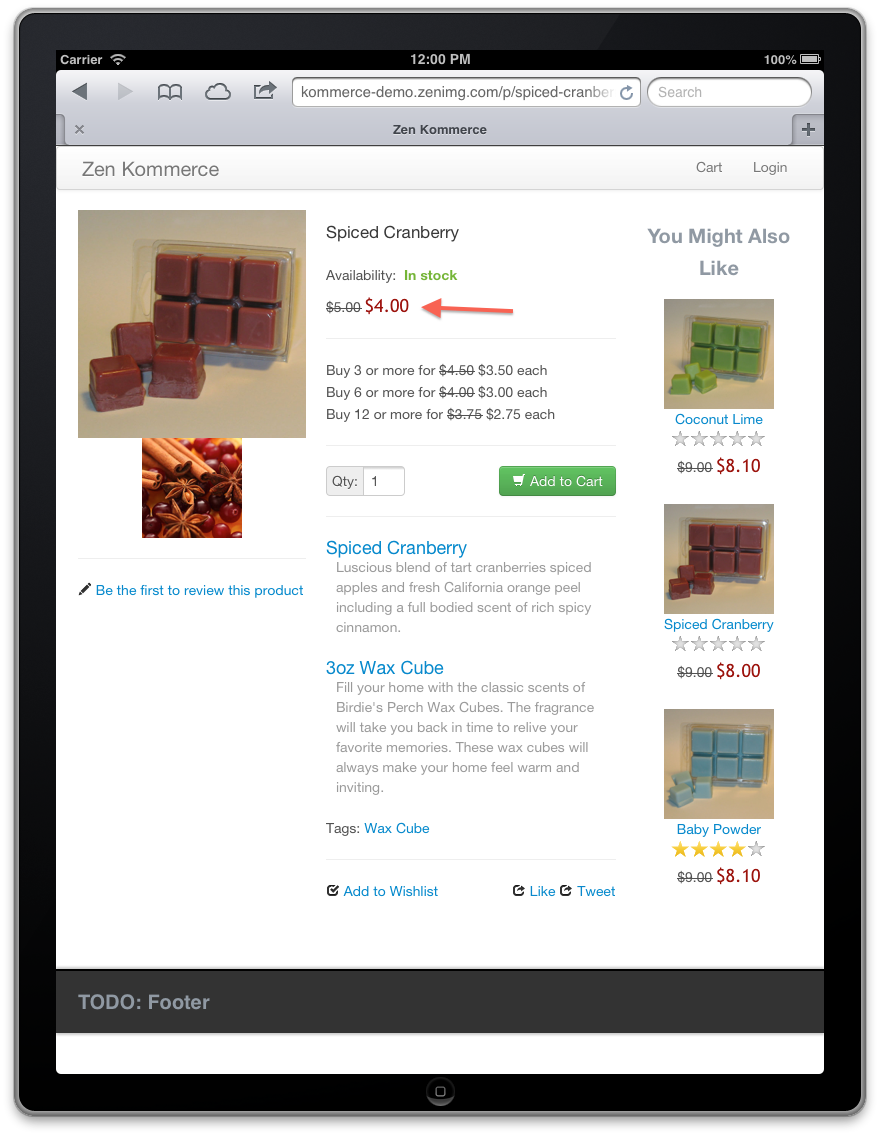 Carrier 12:00 PM 100%
kommerce-demo.zenimg.com/p/spiced-cranber Search
Zen Kommerce
Zen Kommerce Cart Login
Spiced Cranberry
Availability: In stock
$5.00 $4.00
Buy 3 or more for $4.50 $3.50 each
Buy 6 or more for $4.00 $3.00 each
Buy 12 or more for $3.75 $2.75 each
Qty: 1 Add to Cart
Be the first to review this product
Spiced Cranberry
Luscious blend of tart cranberries spiced
apples and fresh California orange peel
including a full bodied scent of rich spicy
cinnamon.
3oz Wax Cube
Fill your home with the classic scents of
Birdie's Perch Wax Cubes. The fragrance
will take you back in time to relive your
favorite memories. These wax cubes will
always make your home feel warm and
inviting.
Tags: Wax Cube
Add to Wishlist Like Tweet
You Might Also
Like
Coconut Lime
$9.00 $8.10
Spiced Cranberry
$9.00 $8.00
Baby Powder
$9.00 $8.10
TODO: Footer